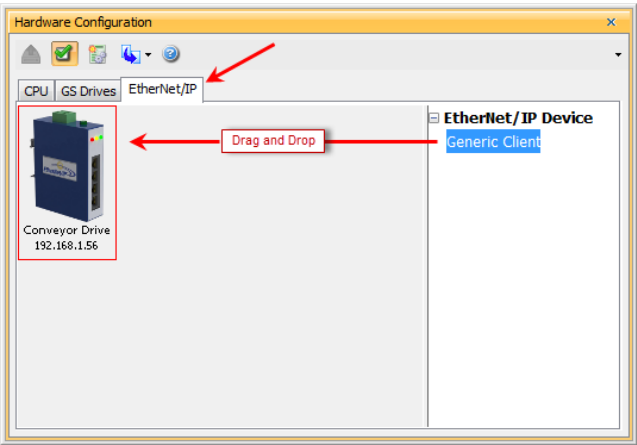 Hardware Configuration
CPU
GS Drives
EtherNet/IP
EtherNet/IP Device
Drag and Drop
Generic Client
Conveyor Drive
192.168.1.56